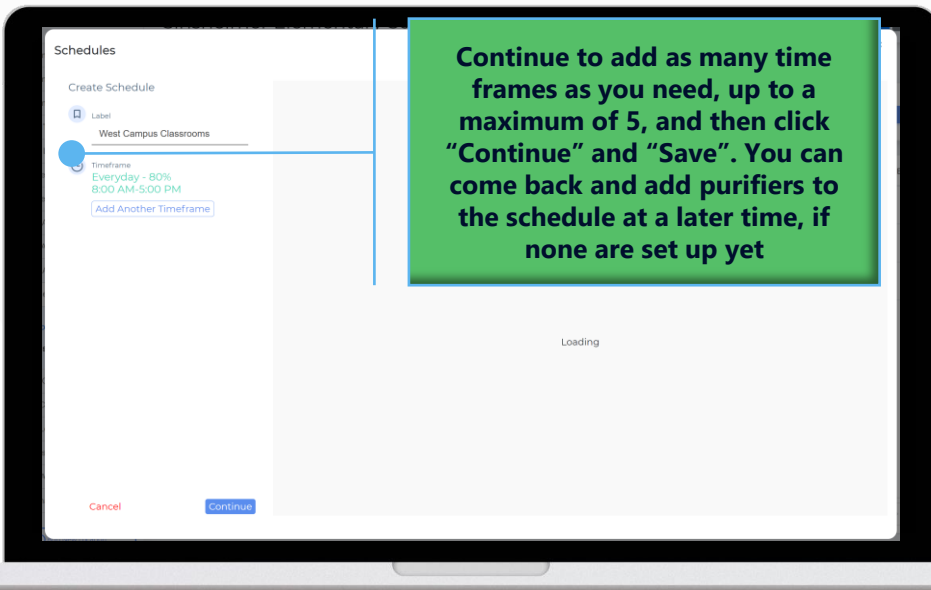 Schedules
Create Schedule
Label
West Campus Classrooms
Timeframe
Everyday - 80%
8:00 AM-5:00 PM
Add Another Timeframe
Cancel
Continue
Loading
Continue to add as many time
frames as you need, up to a
maximum of 5, and then click
“Continue” and “Save”. You can
come back and add purifiers to
the schedule at a later time, if
none are set up yet